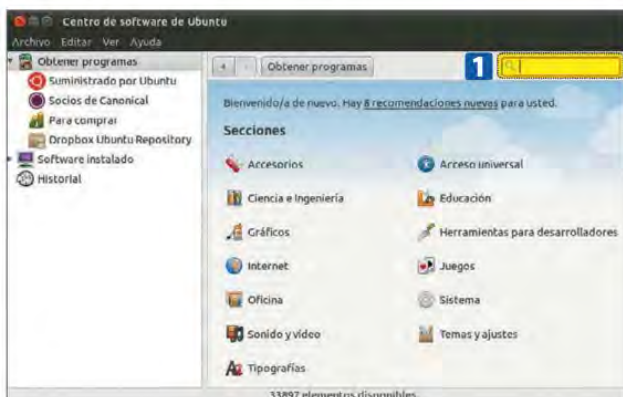 Centro de software de Ubuntu
Archivo Editar Ver Ayuda
Obtener programas
Suministrado por Ubuntu
Socios de Canonical
Para comprar
Dropbox Ubuntu Repository
Software instalado
Historial
Obtener programas
1
Bienvenido/a de nuevo. Hay 8 recomendaciones nuevas para usted.
Secciones
Accesorios
Acceso universal
Ciencia e Ingeniería
Educación
Gráficos
Herramientas para desarrolladores
Internet
Juegos
Oficina
Sistema
Sonido y vídeo
Temas y ajustes
Tipografías
33897 elementos disponibles